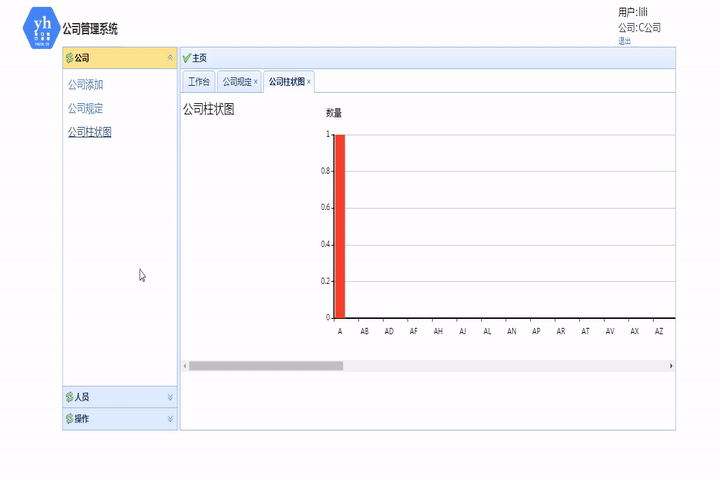 yh
公司管理系统
用户:lili
公司:C公司
退出
公司
公司添加
公司规定
公司柱状图
人员
操作
主页
工作台 公司规定 × 公司柱状图 ×
公司柱状图
数量
1
0.8
0.6
0.4
0.2
0
A AB AD AF AH AJ AL AN AP AR AT AV AX AZ